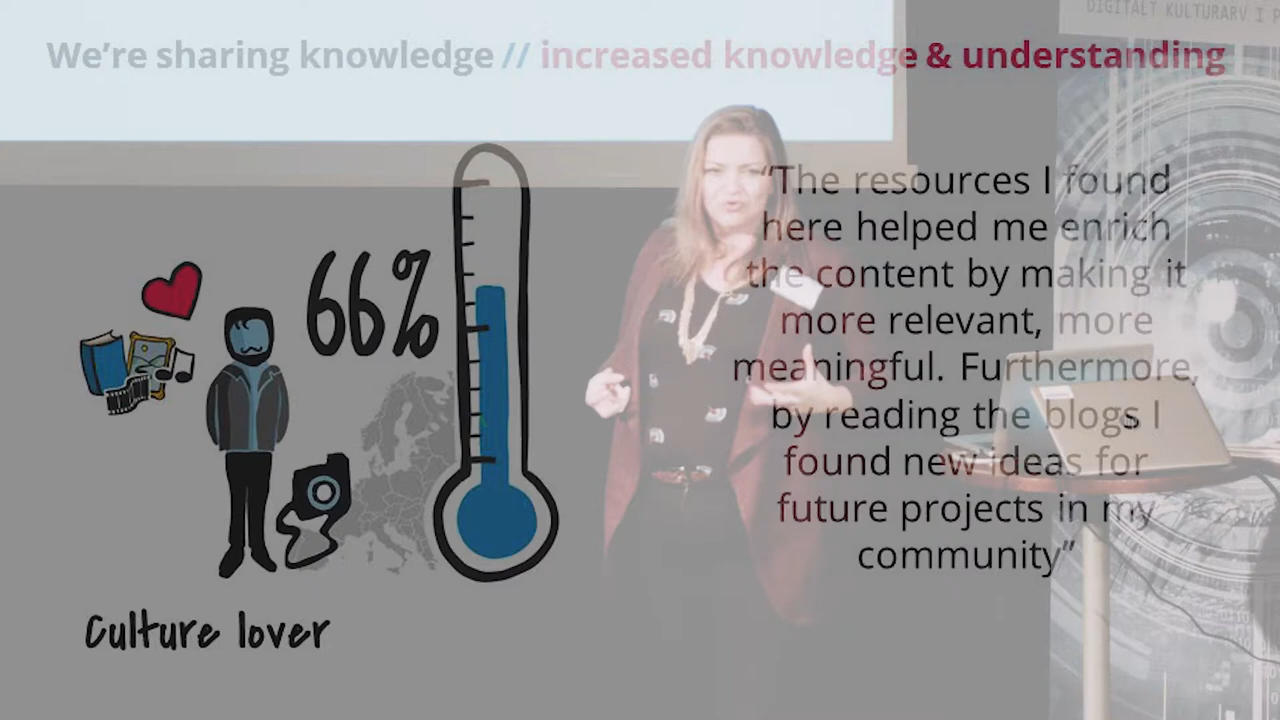 DIGITALT KULTURARV I
We’re sharing knowledge // increased knowledge & understanding
“The resources I found
here helped me enrich
the content by making it
more relevant, more
meaningful. Furthermore,
by reading the blogs I
found new ideas for
future projects in my
community”
66%
Culture lover